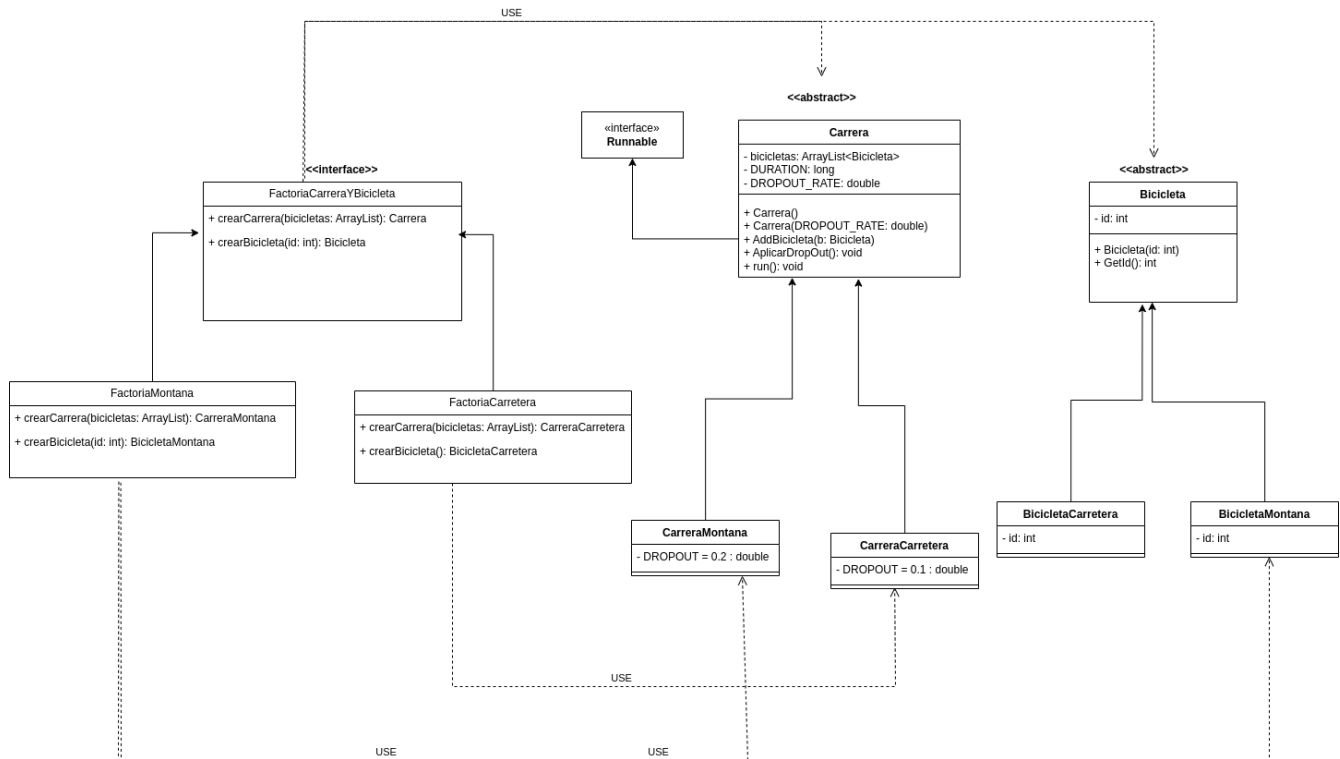 USE
<<abstract>>
«interface»
Runnable
Carrera
- bicicletas: ArrayList<Bicicleta>
- DURATION: long
- DROPOUT_RATE: double
+ Carrera()
+ Carrera(DROPOUT_RATE: double)
+ AddBicicleta(b: Bicicleta)
+ AplicarDropOut(): void
+ run(): void
<<interface>>
FactoriaCarreraYBicicleta
+ crearCarrera(bicicletas: ArrayList): Carrera
+ crearBicicleta(id: int): Bicicleta
<<abstract>>
Bicicleta
- id: int
+ Bicicleta(id: int)
+ GetId(): int
FactoriaMontana
+ crearCarrera(bicicletas: ArrayList): CarreraMontana
+ crearBicicleta(id: int): BicicletaMontana
FactoriaCarretera
+ crearCarrera(bicicletas: ArrayList): CarreraCarretera
+ crearBicicleta(): BicicletaCarretera
CarreraMontana
- DROPOUT = 0.2 : double
CarreraCarretera
- DROPOUT = 0.1 : double
BicicletaCarretera
- id: int
BicicletaMontana
- id: int
USE
USE
USE